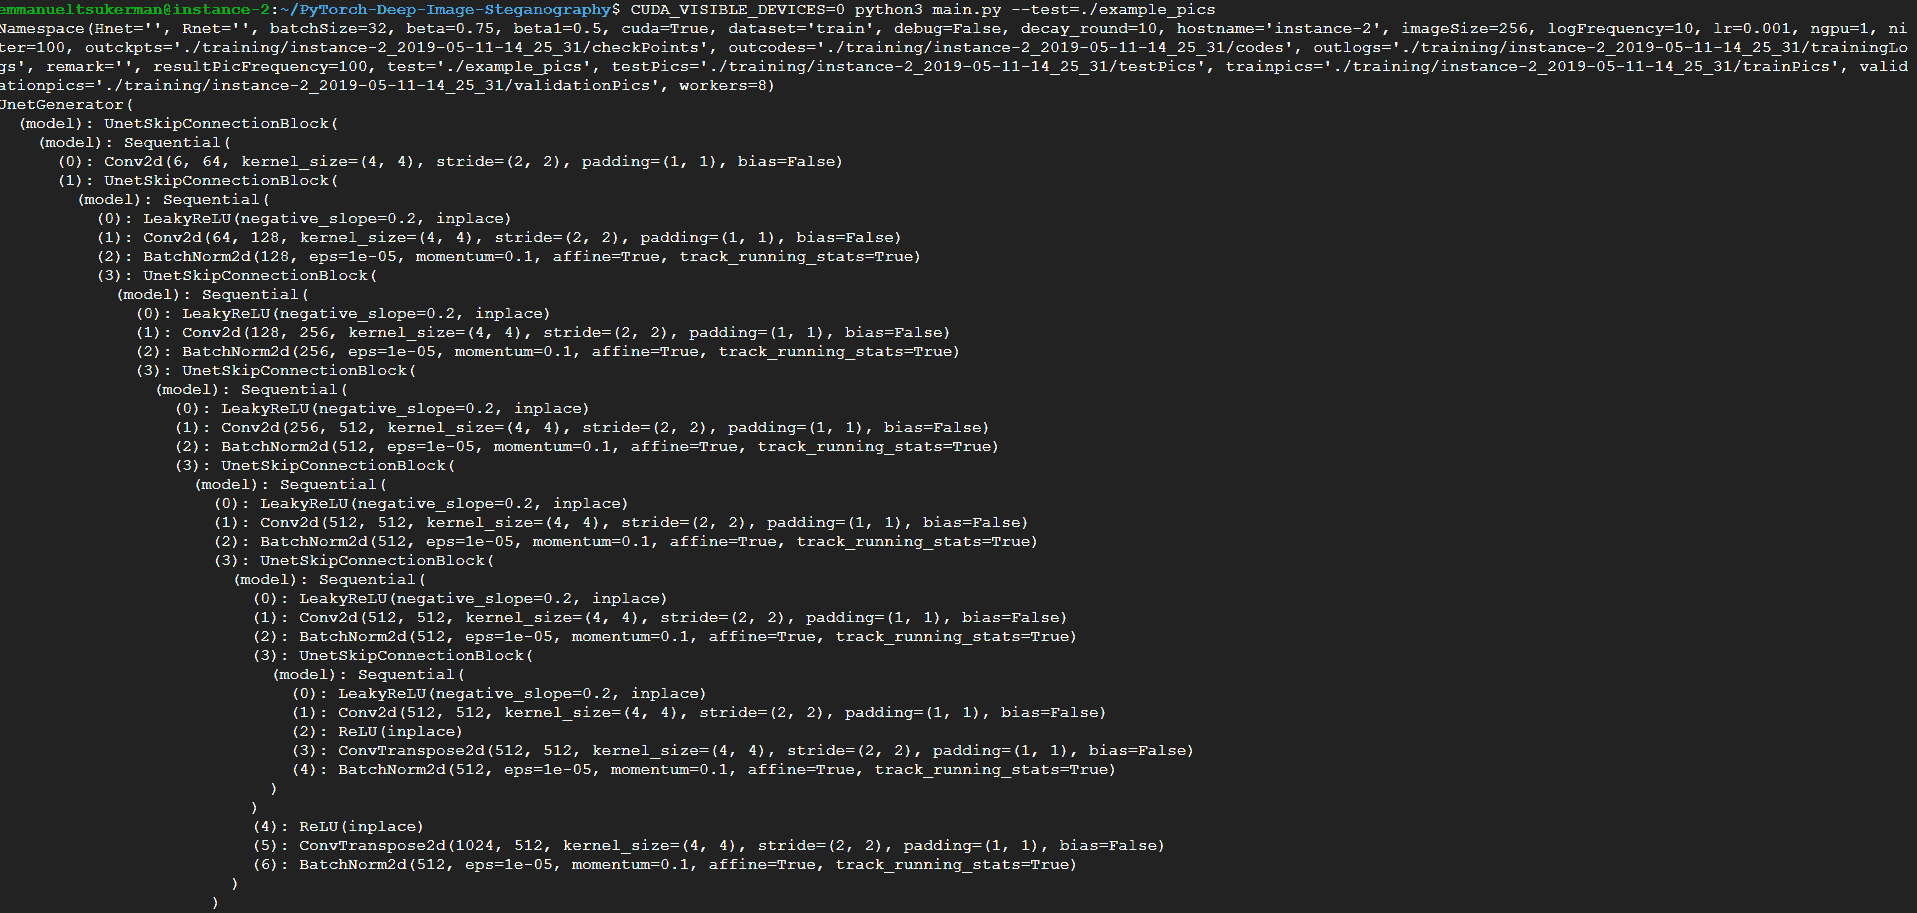 emmanueltsukerman@instance-2:~/PyTorch-Deep-Image-Steganography$ CUDA_VISIBLE_DEVICES=0 python3 main.py --test=./example_pics
Namespace(Hnet='', Rnet='', batchSize=32, beta=0.75, beta1=0.5, cuda=True, dataset='train', debug=False, decay_round=10, hostname='instance-2', imageSize=256, logFrequency=10, lr=0.001, ngpu=1, ni
ter=100, outckpts='./training/instance-2_2019-05-11-14_25_31/checkPoints', outcodes='./training/instance-2_2019-05-11-14_25_31/codes', outlogs='./training/instance-2_2019-05-11-14_25_31/trainingLo
gs', remark='', resultPicFrequency=100, test='./example_pics', testPics='./training/instance-2_2019-05-11-14_25_31/testPics', trainpics='./training/instance-2_2019-05-11-14_25_31/trainPics', valid
ationpics='./training/instance-2_2019-05-11-14_25_31/validationPics', workers=8)
UnetGenerator(
  (model): UnetSkipConnectionBlock(
    (model): Sequential(
      (0): Conv2d(6, 64, kernel_size=(4, 4), stride=(2, 2), padding=(1, 1), bias=False)
      (1): UnetSkipConnectionBlock(
        (model): Sequential(
          (0): LeakyReLU(negative_slope=0.2, inplace)
          (1): Conv2d(64, 128, kernel_size=(4, 4), stride=(2, 2), padding=(1, 1), bias=False)
          (2): BatchNorm2d(128, eps=1e-05, momentum=0.1, affine=True, track_running_stats=True)
          (3): UnetSkipConnectionBlock(
            (model): Sequential(
              (0): LeakyReLU(negative_slope=0.2, inplace)
              (1): Conv2d(128, 256, kernel_size=(4, 4), stride=(2, 2), padding=(1, 1), bias=False)
              (2): BatchNorm2d(256, eps=1e-05, momentum=0.1, affine=True, track_running_stats=True)
              (3): UnetSkipConnectionBlock(
                (model): Sequential(
                  (0): LeakyReLU(negative_slope=0.2, inplace)
                  (1): Conv2d(256, 512, kernel_size=(4, 4), stride=(2, 2), padding=(1, 1), bias=False)
                  (2): BatchNorm2d(512, eps=1e-05, momentum=0.1, affine=True, track_running_stats=True)
                  (3): UnetSkipConnectionBlock(
                    (model): Sequential(
                      (0): LeakyReLU(negative_slope=0.2, inplace)
                      (1): Conv2d(512, 512, kernel_size=(4, 4), stride=(2, 2), padding=(1, 1), bias=False)
                      (2): BatchNorm2d(512, eps=1e-05, momentum=0.1, affine=True, track_running_stats=True)
                      (3): UnetSkipConnectionBlock(
                        (model): Sequential(
                          (0): LeakyReLU(negative_slope=0.2, inplace)
                          (1): Conv2d(512, 512, kernel_size=(4, 4), stride=(2, 2), padding=(1, 1), bias=False)
                          (2): BatchNorm2d(512, eps=1e-05, momentum=0.1, affine=True, track_running_stats=True)
                          (3): UnetSkipConnectionBlock(
                            (model): Sequential(
                              (0): LeakyReLU(negative_slope=0.2, inplace)
                              (1): Conv2d(512, 512, kernel_size=(4, 4), stride=(2, 2), padding=(1, 1), bias=False)
                              (2): ReLU(inplace)
                              (3): ConvTranspose2d(512, 512, kernel_size=(4, 4), stride=(2, 2), padding=(1, 1), bias=False)
                              (4): BatchNorm2d(512, eps=1e-05, momentum=0.1, affine=True, track_running_stats=True)
                            )
                          )
                          (4): ReLU(inplace)
                          (5): ConvTranspose2d(1024, 512, kernel_size=(4, 4), stride=(2, 2), padding=(1, 1), bias=False)
                          (6): BatchNorm2d(512, eps=1e-05, momentum=0.1, affine=True, track_running_stats=True)
                        )
                      )